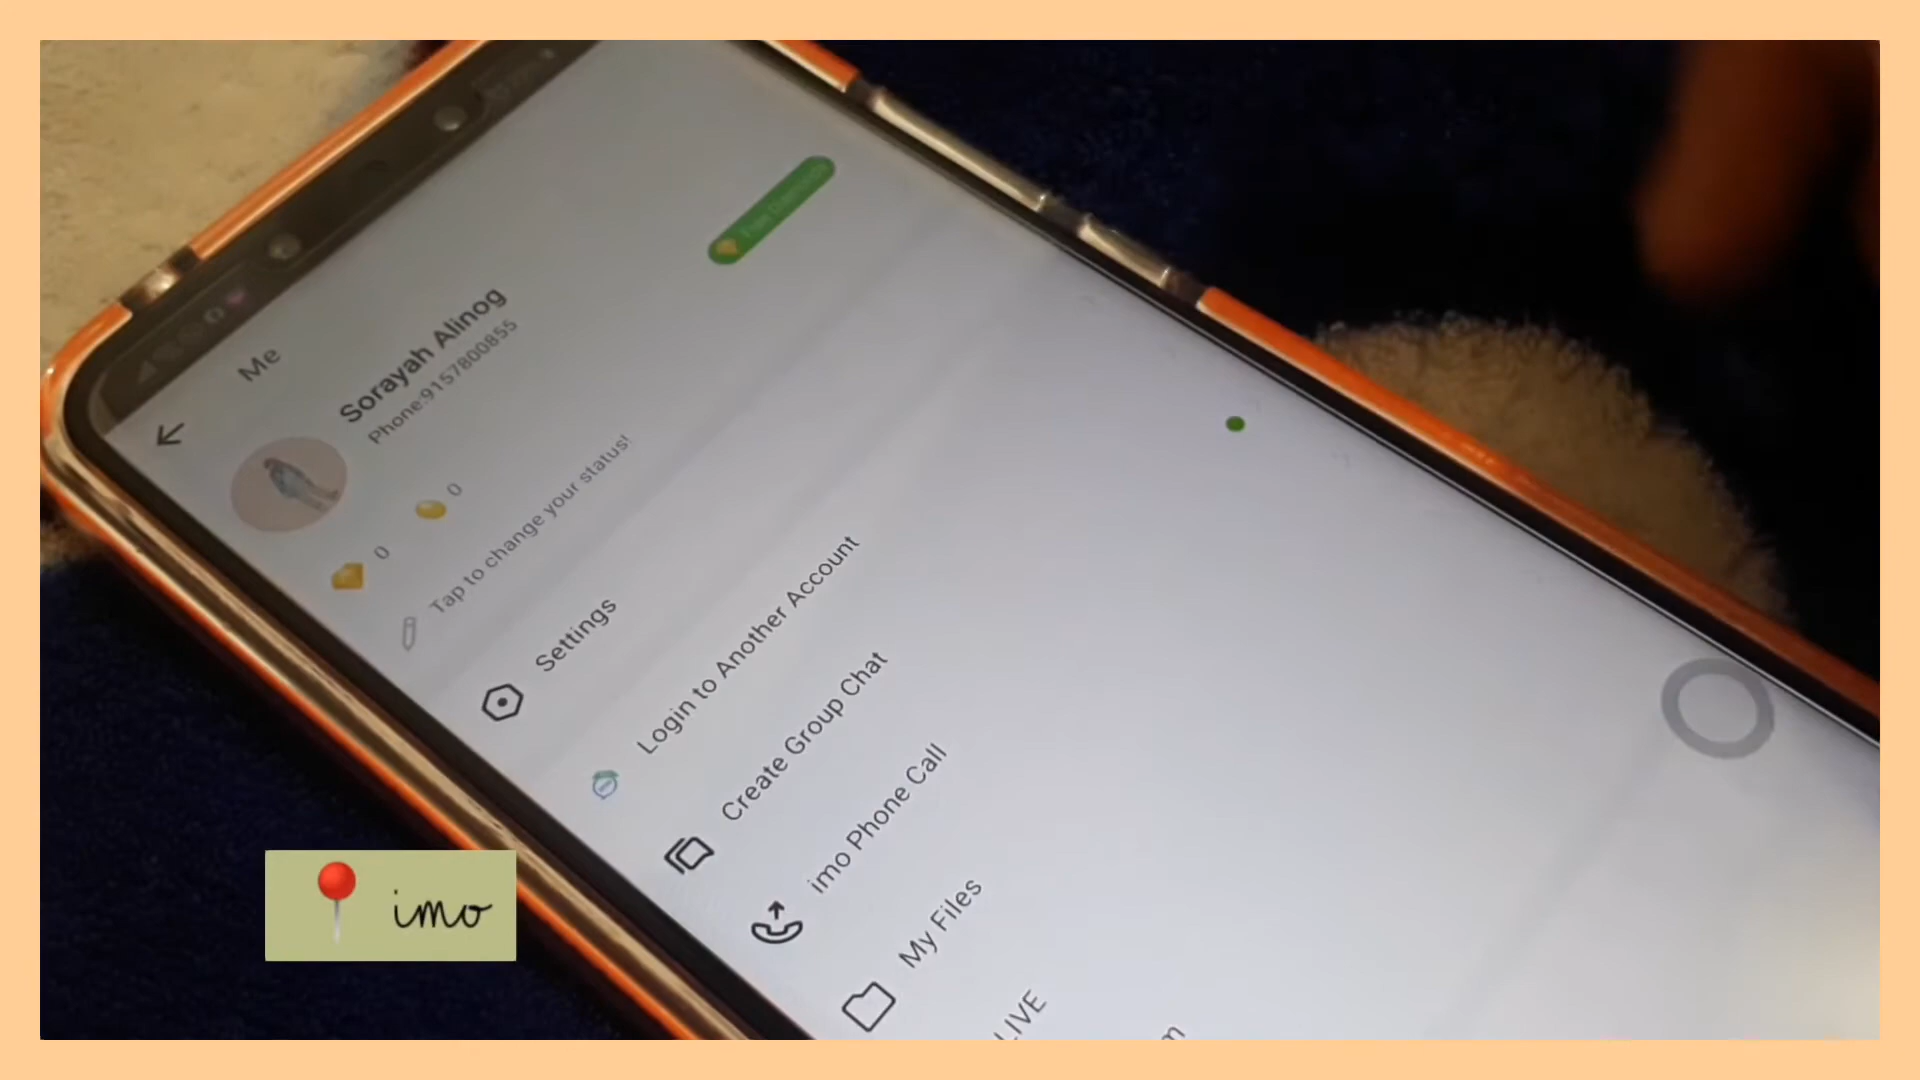 Me
Sorayah Alinog
Phone:9157800855
0
0
Tap to change your status!
Settings
Login to Another Account
Create Group Chat
imo Phone Call
My Files
LIVE
imo